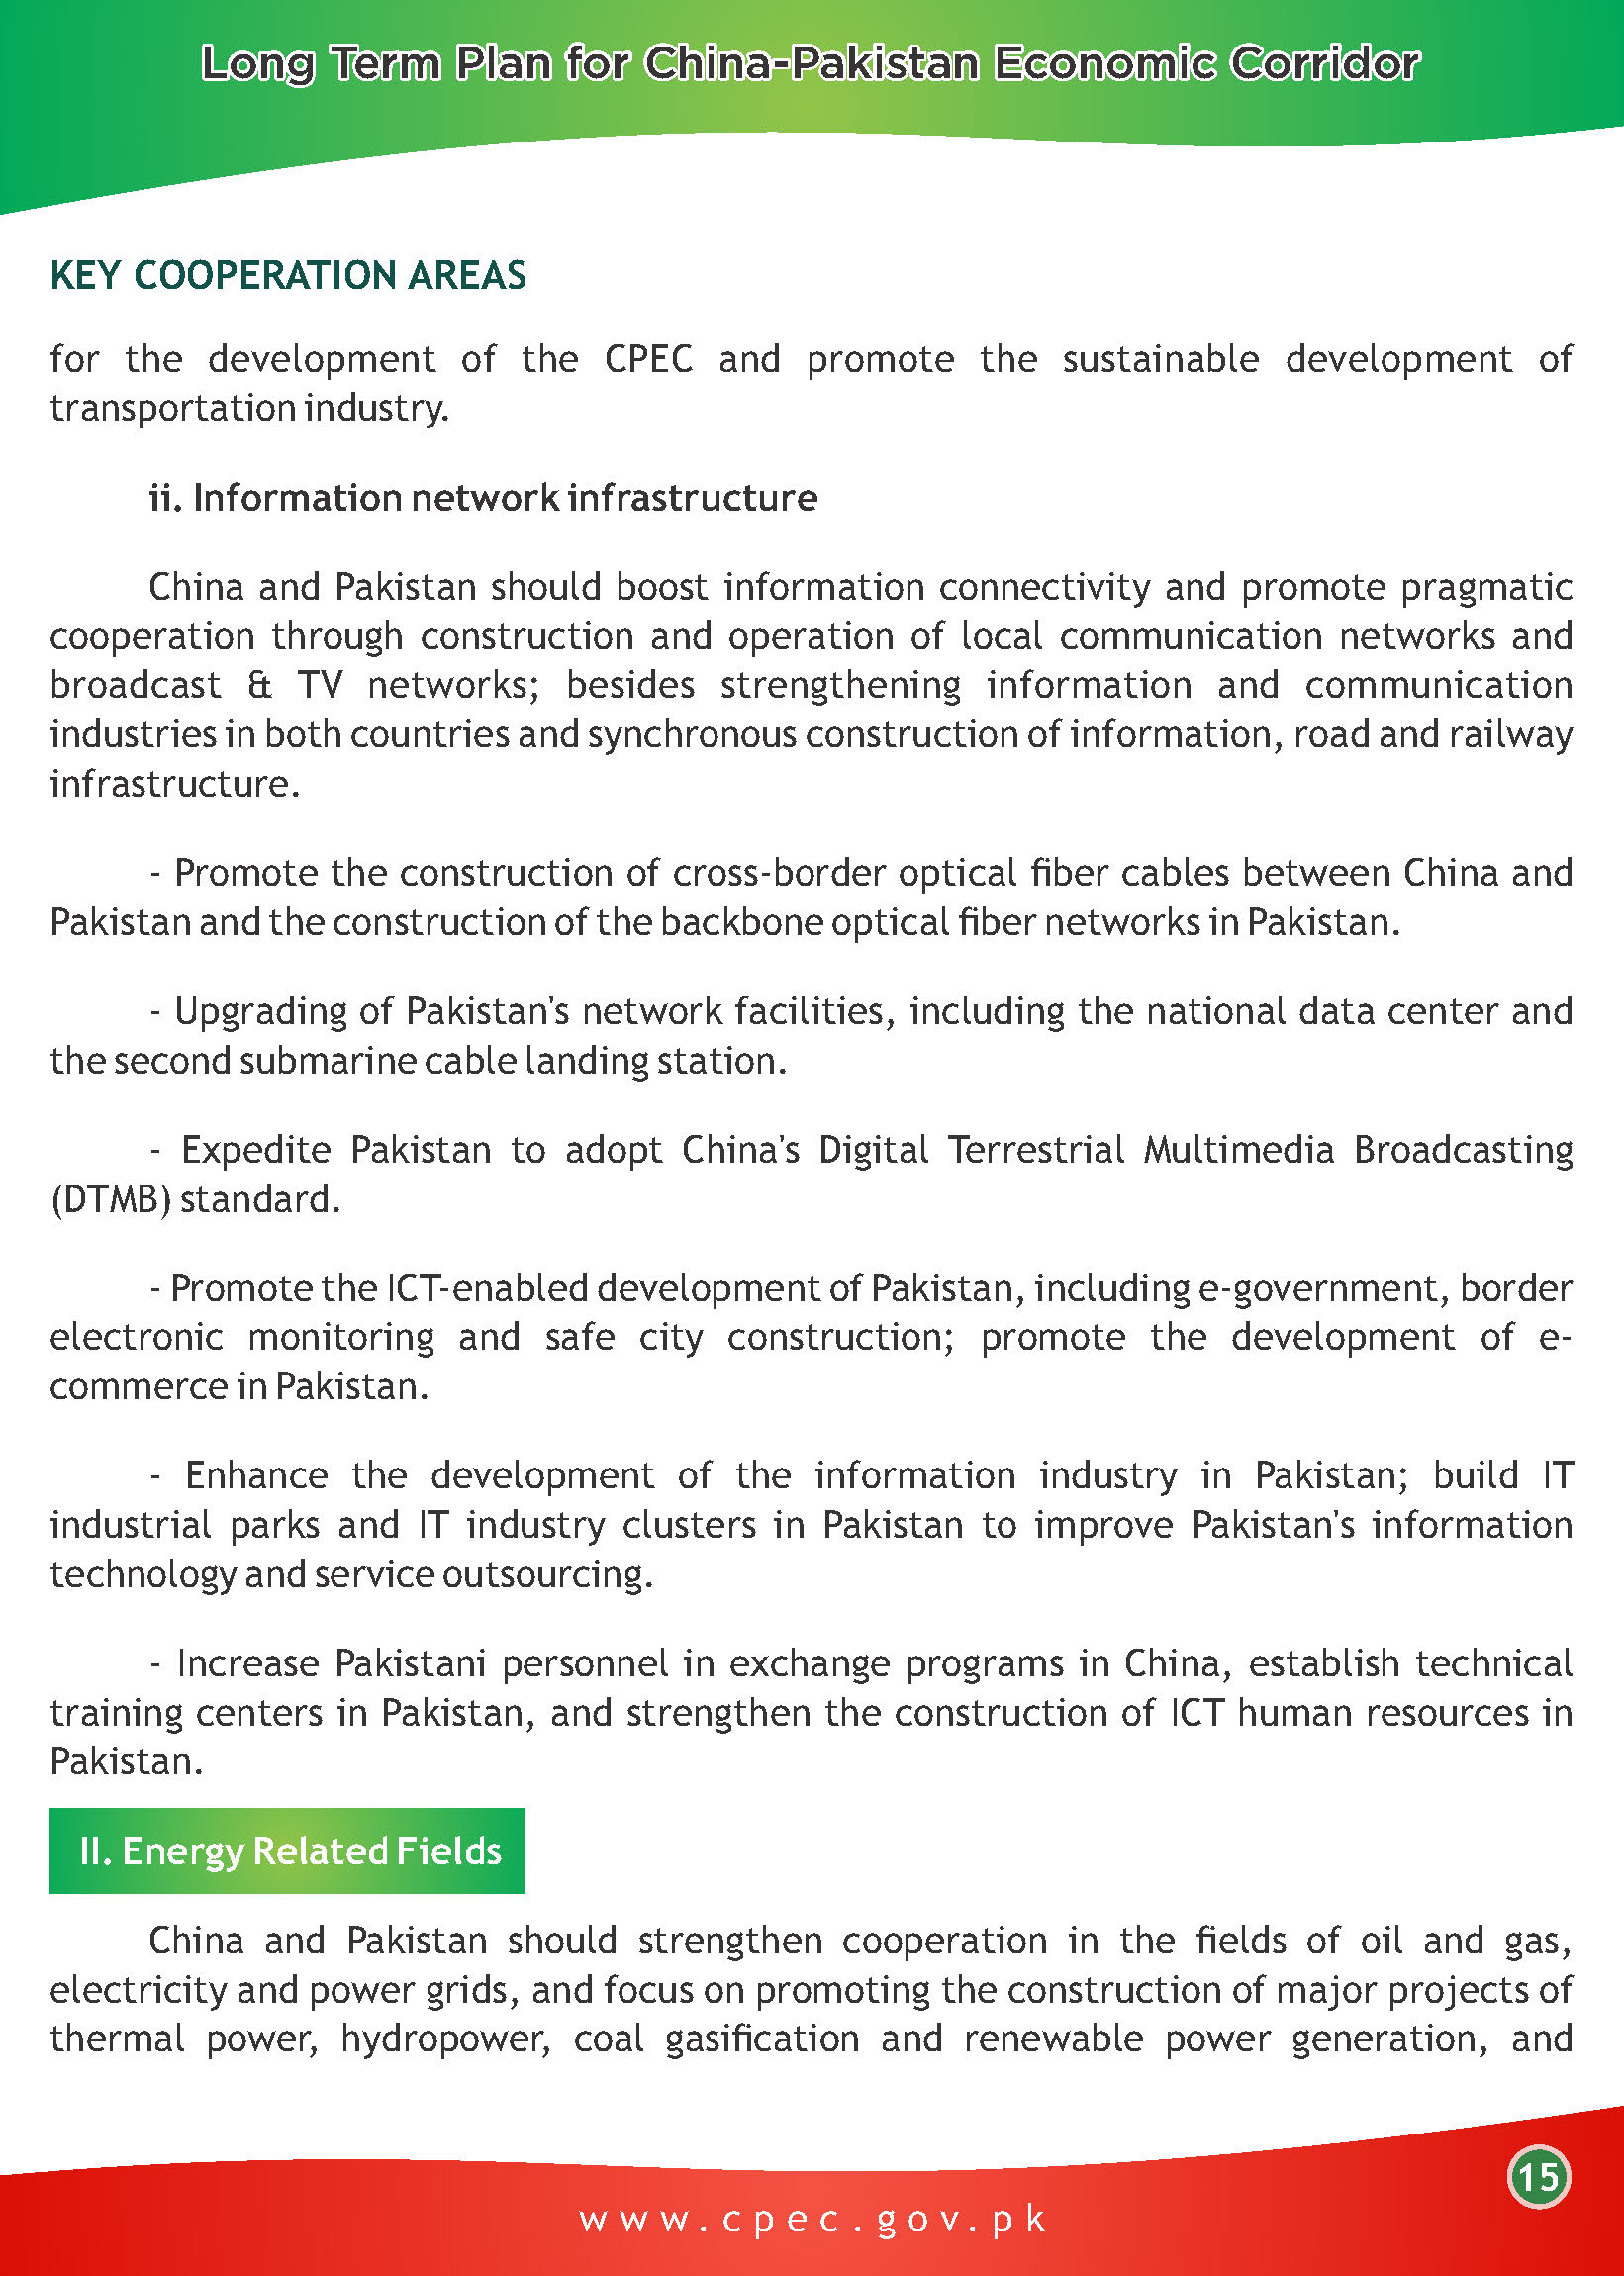 Long Term Plan for China-Pakistan Economic Corridor
KEY COOPERATION AREAS
for the development of the CPEC and promote the sustainable development of
transportation industry.
ii. Information network infrastructure
China and Pakistan should boost information connectivity and promote pragmatic
cooperation through construction and operation of local communication networks and
broadcast & TV networks; besides strengthening information and communication
industries in both countries and synchronous construction of information, road and railway
infrastructure.
- Promote the construction of cross-border optical fiber cables between China and
Pakistan and the construction of the backbone optical fiber networks in Pakistan.
- Upgrading of Pakistan's network facilities, including the national data center and
the second submarine cable landing station.
- Expedite Pakistan to adopt China's Digital Terrestrial Multimedia Broadcasting
(DTMB) standard.
- Promote the ICT-enabled development of Pakistan, including e-government, border
electronic monitoring and safe city construction; promote the development of e-
commerce in Pakistan.
- Enhance the development of the information industry in Pakistan; build IT
industrial parks and IT industry clusters in Pakistan to improve Pakistan's information
technology and service outsourcing.
- Increase Pakistani personnel in exchange programs in China, establish technical
training centers in Pakistan, and strengthen the construction of ICT human resources in
Pakistan.
II. Energy Related Fields
China and Pakistan should strengthen cooperation in the fields of oil and gas,
electricity and power grids, and focus on promoting the construction of major projects of
thermal power, hydropower, coal gasification and renewable power generation, and
15
www.cpec.gov.pk